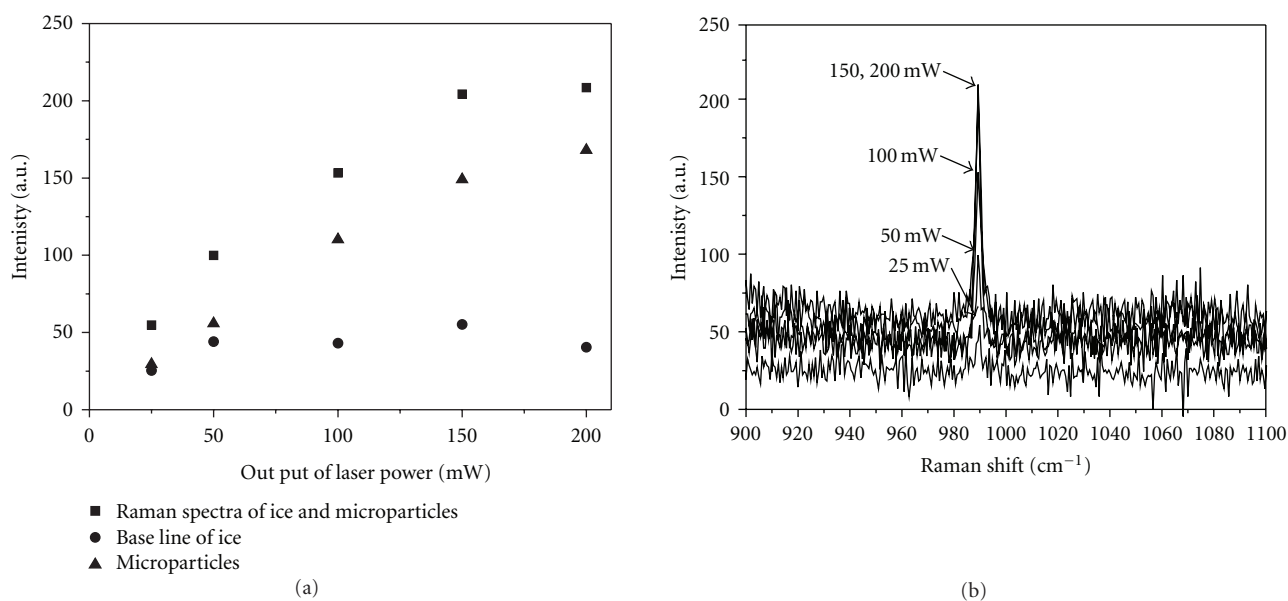 250
200
150
100
50
0
Intenisty (a.u.)
0 50 100 150 200
Out put of laser power (mW)
Raman spectra of ice and microparticles
Base line of ice
Microparticles
(a)
250
200
150
100
50
0
Intenisty (a.u.)
150, 200 mW
100 mW
50 mW
25 mW
900 920 940 960 980 1000 1020 1040 1060 1080 1100
Raman shift (cm−1)
(b)